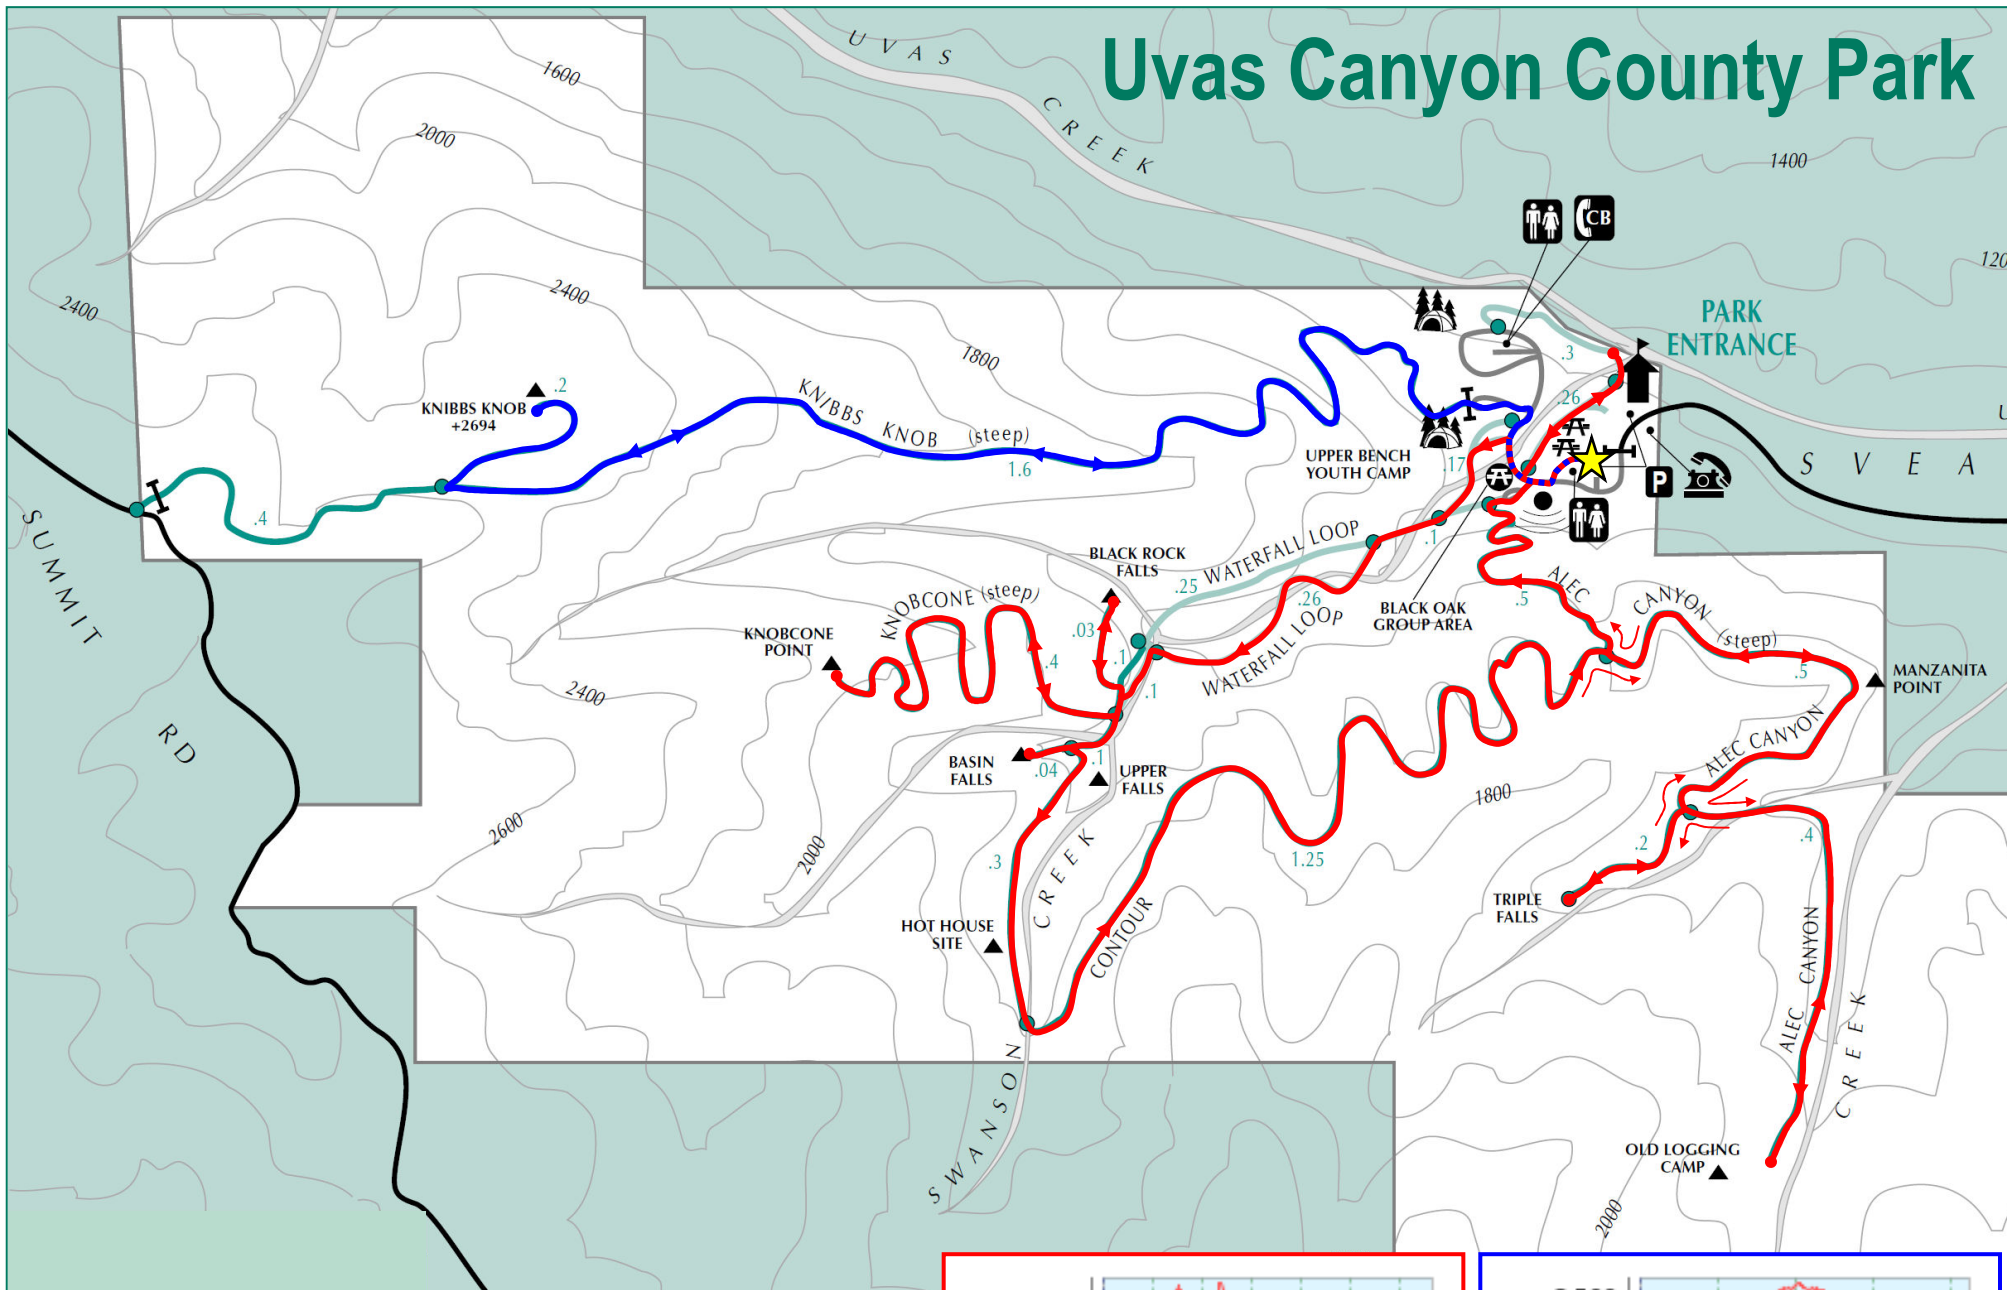 Uvas Canyon County Park
UVAS
CREEK
1600
2000
1400
CB
120
2400
2400
PARK
ENTRANCE
.3
1800
.26
.2
KNIBBS KNOB
+2694
KNIBBS KNOB (steep)
1.6
UPPER BENCH
YOUTH CAMP
.17
P
SVEA
U
.4
SUMMIT
RD
.1
WATERFALL LOOP
.25
BLACK ROCK
FALLS
KNOBCONE (steep)
KNOBCONE
POINT
.03
.4
.1
.1
.26
WATERFALL LOOP
BLACK OAK
GROUP AREA
.5
ALEC CANYON
(steep)
.5
MANZANITA
POINT
2400
BASIN
FALLS
.04
.1
UPPER
FALLS
ALEC CANYON
1800
2600
2000
.3
CREEK
1.25
.2
.4
TRIPLE
FALLS
HOT HOUSE
SITE
CONTOUR
ALEC CANYON
CREEK
SWANSON
OLD LOGGING
CAMP
2000